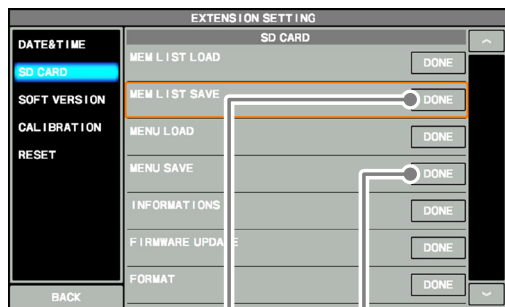 EXTENSION SETTING
DATE&TIME
SD CARD
SOFT VERSION
CALIBRATION
RESET
BACK
SD CARD
MEM LIST LOAD DONE
MEM LIST SAVE DONE
MENU LOAD DONE
MENU SAVE DONE
INFORMATIONS DONE
FIRMWARE UPDATE DONE
FORMAT DONE